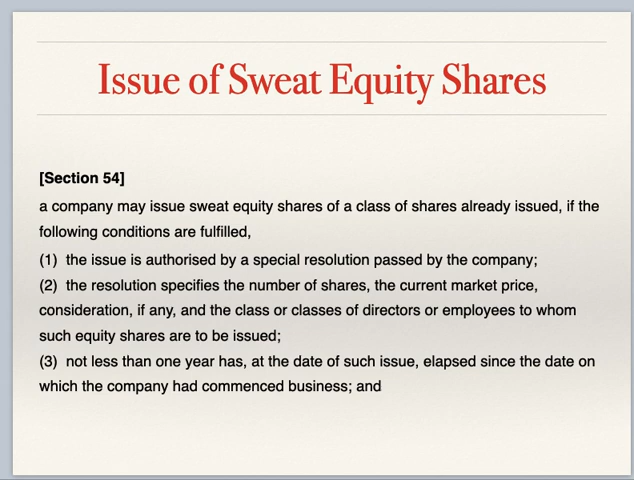 Issue of Sweat Equity Shares
[Section 54]
a company may issue sweat equity shares of a class of shares already issued, if the
following conditions are fulfilled,
(1) the issue is authorised by a special resolution passed by the company;
(2) the resolution specifies the number of shares, the current market price,
consideration, if any, and the class or classes of directors or employees to whom
such equity shares are to be issued;
(3) not less than one year has, at the date of such issue, elapsed since the date on
which the company had commenced business; and